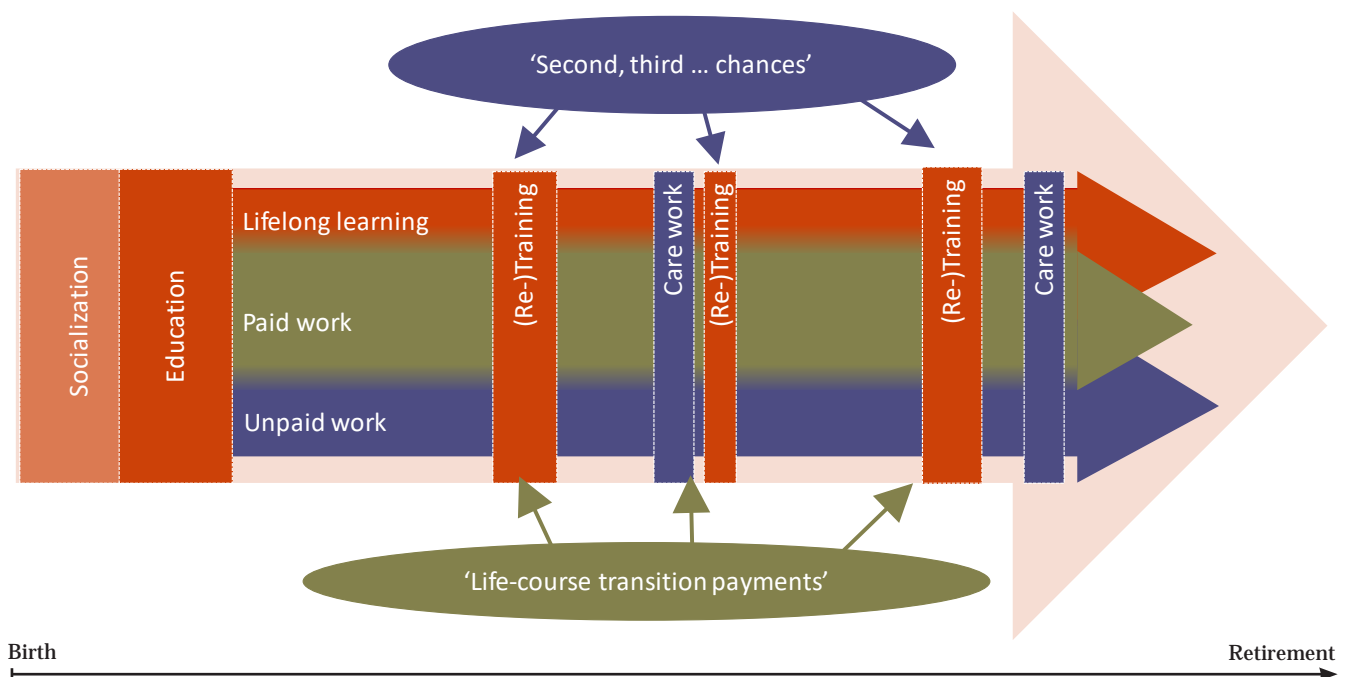 ‘Second, third … chances’
Socialization
Education
Lifelong learning
Paid work
Unpaid work
(Re-)Training
Care work
(Re-)Training
(Re-)Training
Care work
‘Life-course transition payments’
Birth
Retirement